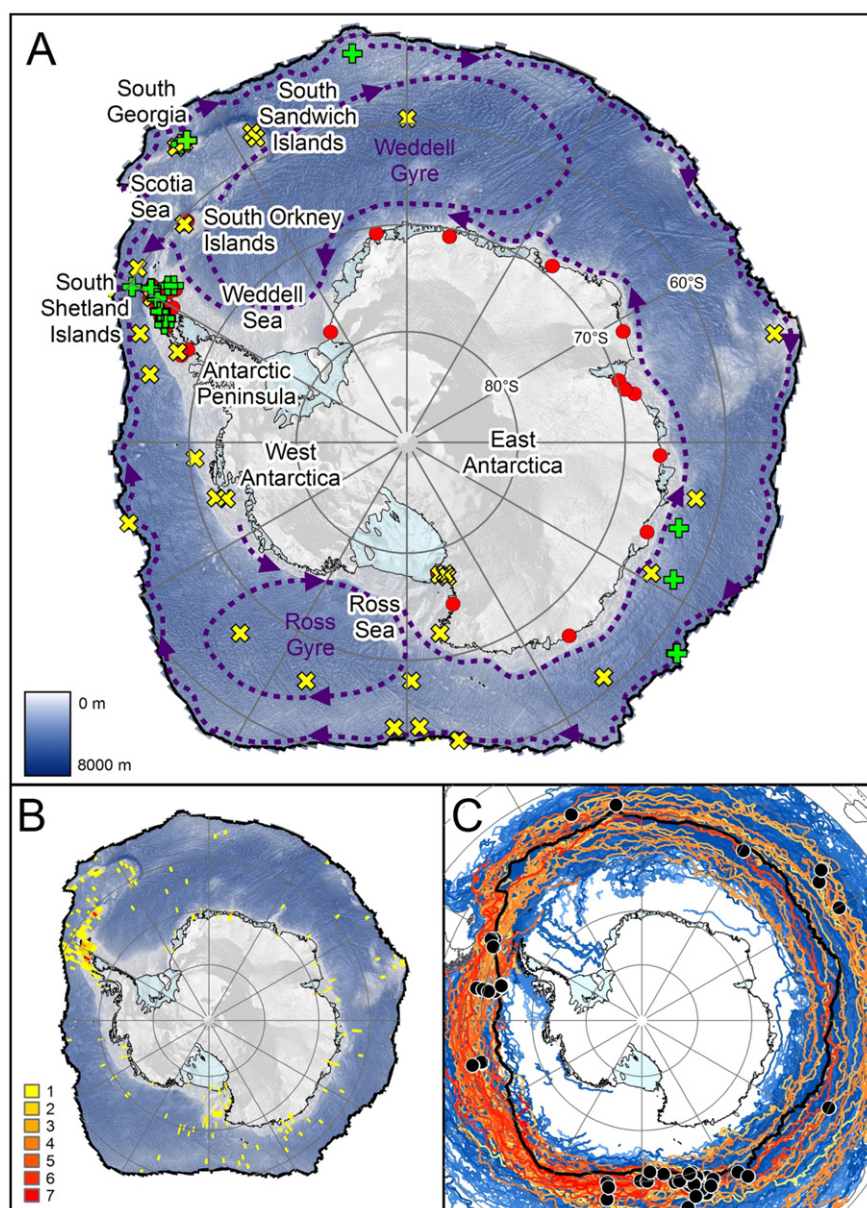 A
South
Georgia
South
Sandwich
Islands
Weddell
Gyre
Scotia
Sea
South Orkney
Islands
60°S
South
Shetland
Islands
Weddell
Sea
70°S
Antarctic
Peninsula
80°S
West
Antarctica
East
Antarctica
Ross
Sea
Ross
Gyre
0 m
8000 m
B
1
2
3
4
5
6
7
C